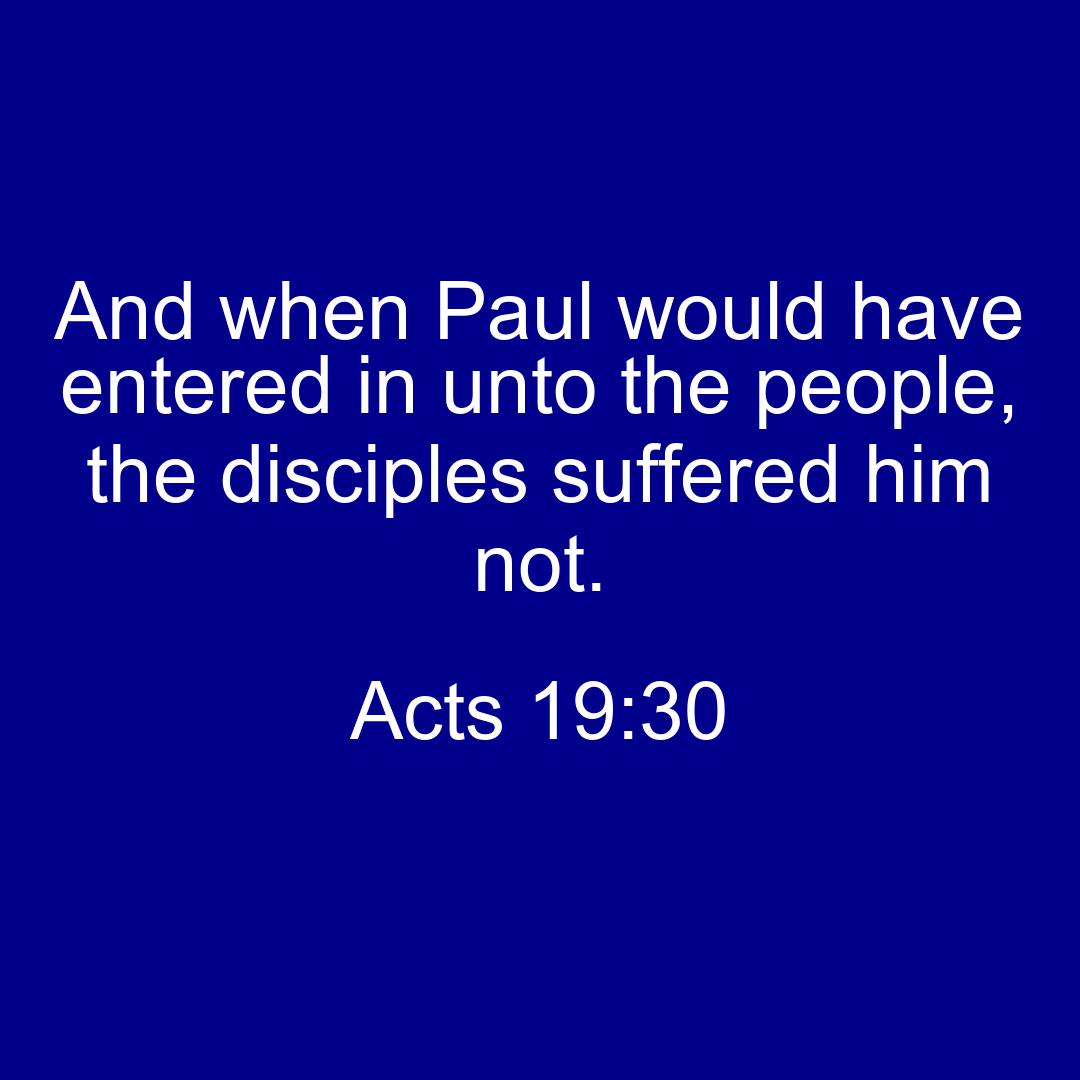 And when Paul would have
entered in unto the people,
the disciples suffered him
not.
Acts 19:30